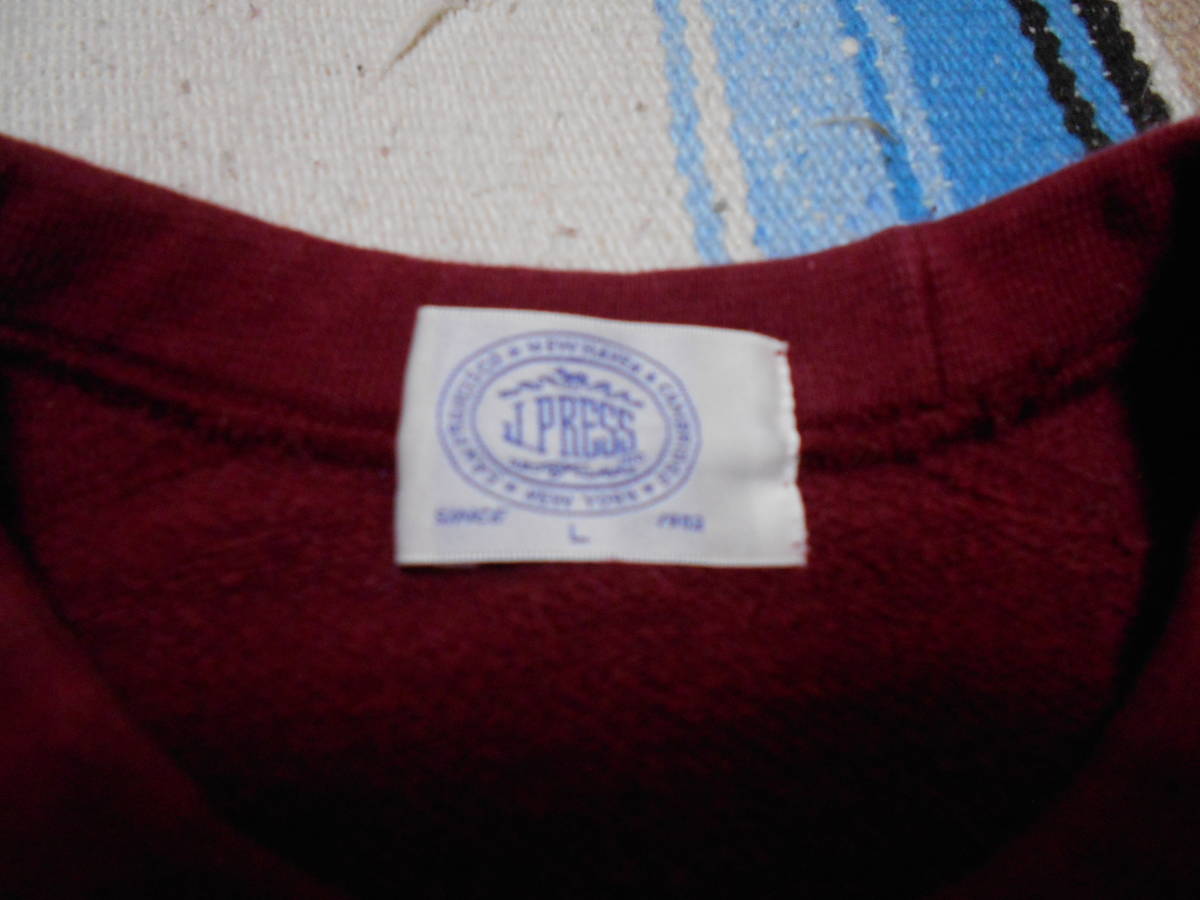 SAN FRANCISCO ★ NEW HAVEN ★ CAMBRIDGE ★ NEW YORK ★
J. PRESS
SINCE 1902
L